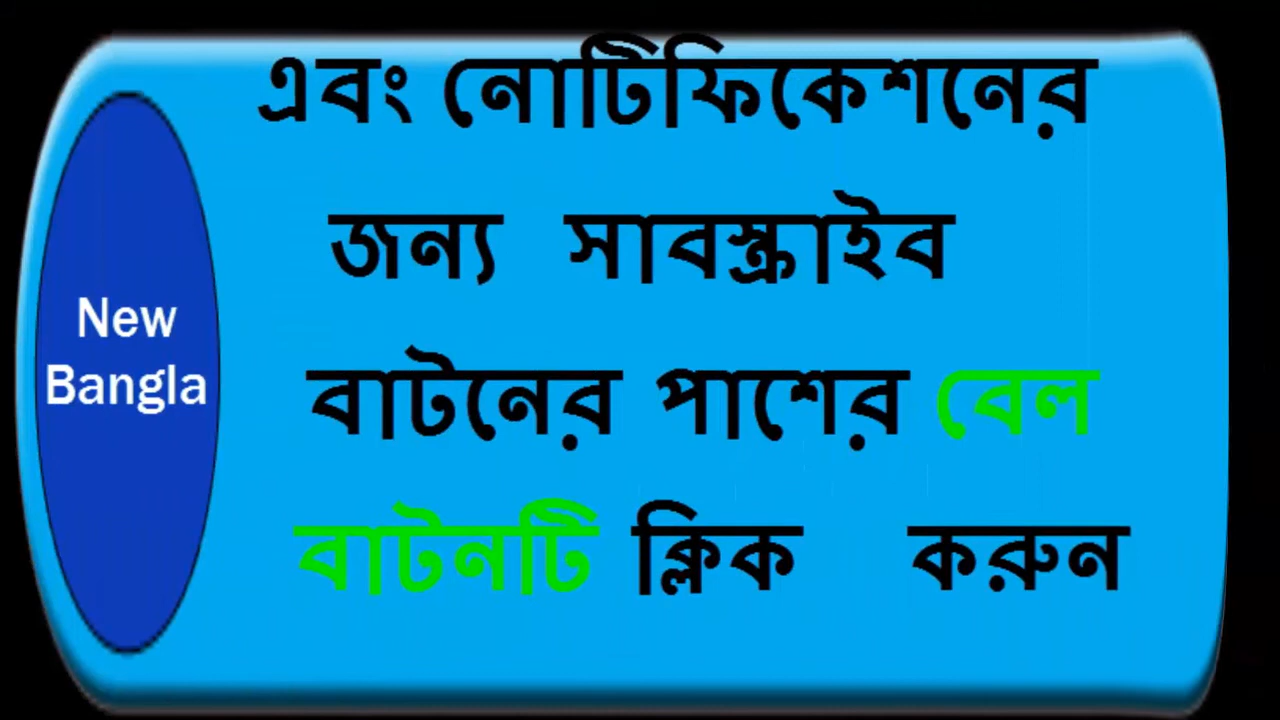 New
Bangla
এবং নোটিফিকেশনের
জন্য সাবস্ক্রাইব
বাটনের পাশের বেল
বাটনটি ক্লিক করুন